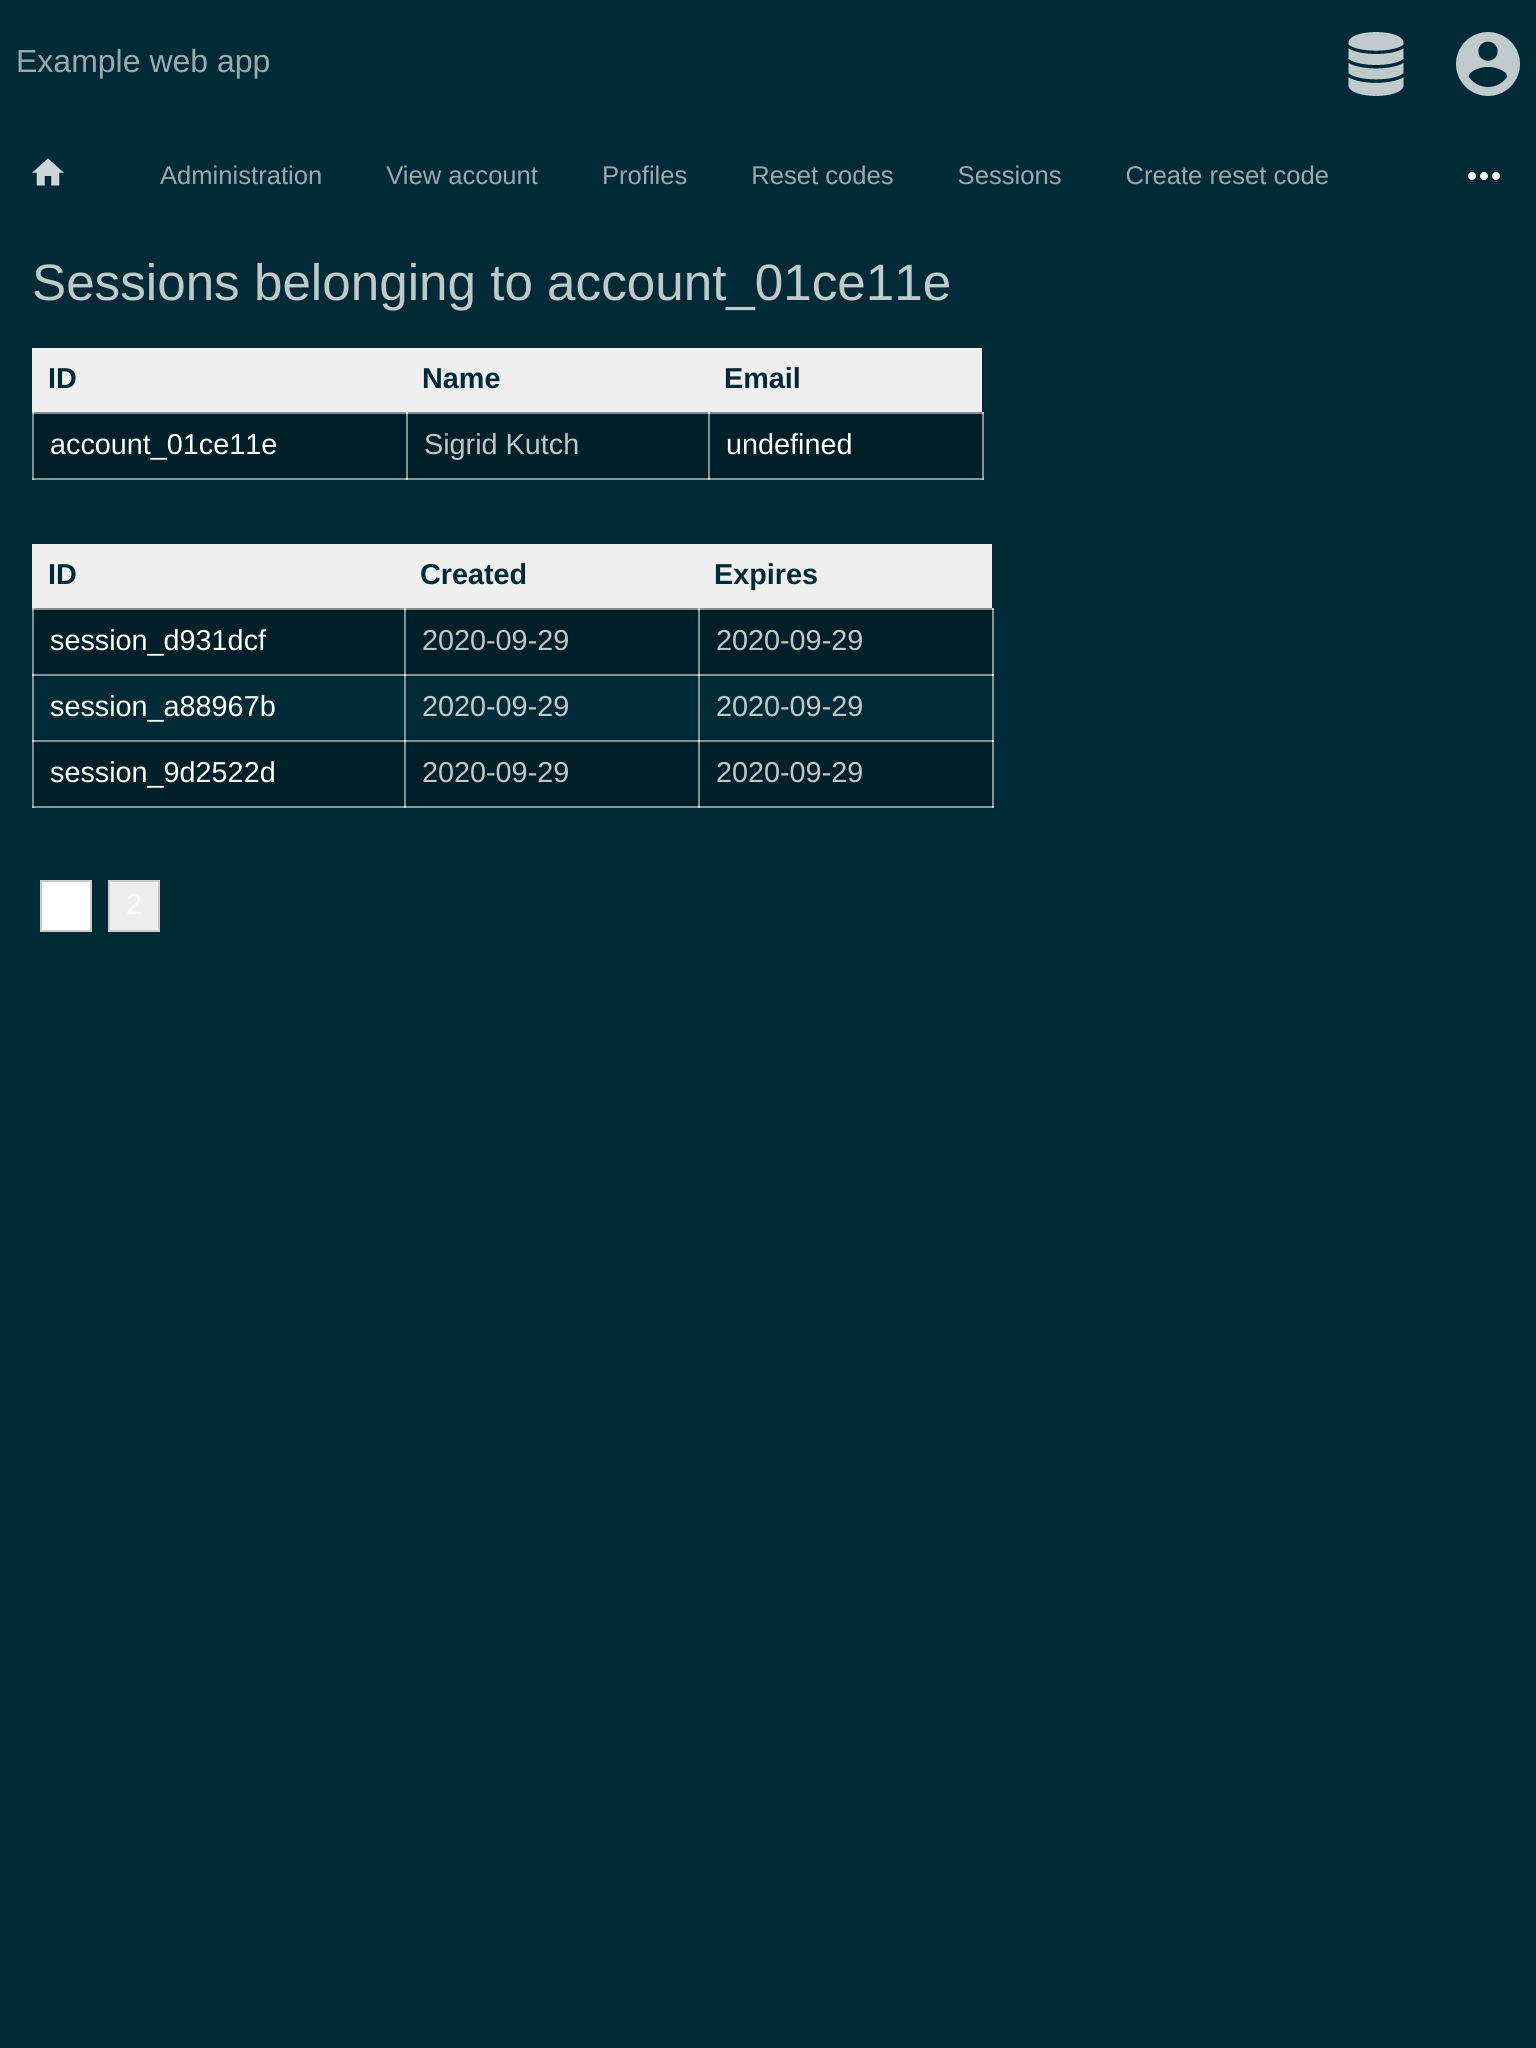 Example web app
Administration View account Profiles Reset codes Sessions Create reset code
Sessions belonging to account_01ce11e
ID Name Email
account_01ce11e Sigrid Kutch undefined
ID Created Expires
session_d931dcf 2020-09-29 2020-09-29
session_a88967b 2020-09-29 2020-09-29
session_9d2522d 2020-09-29 2020-09-29
2